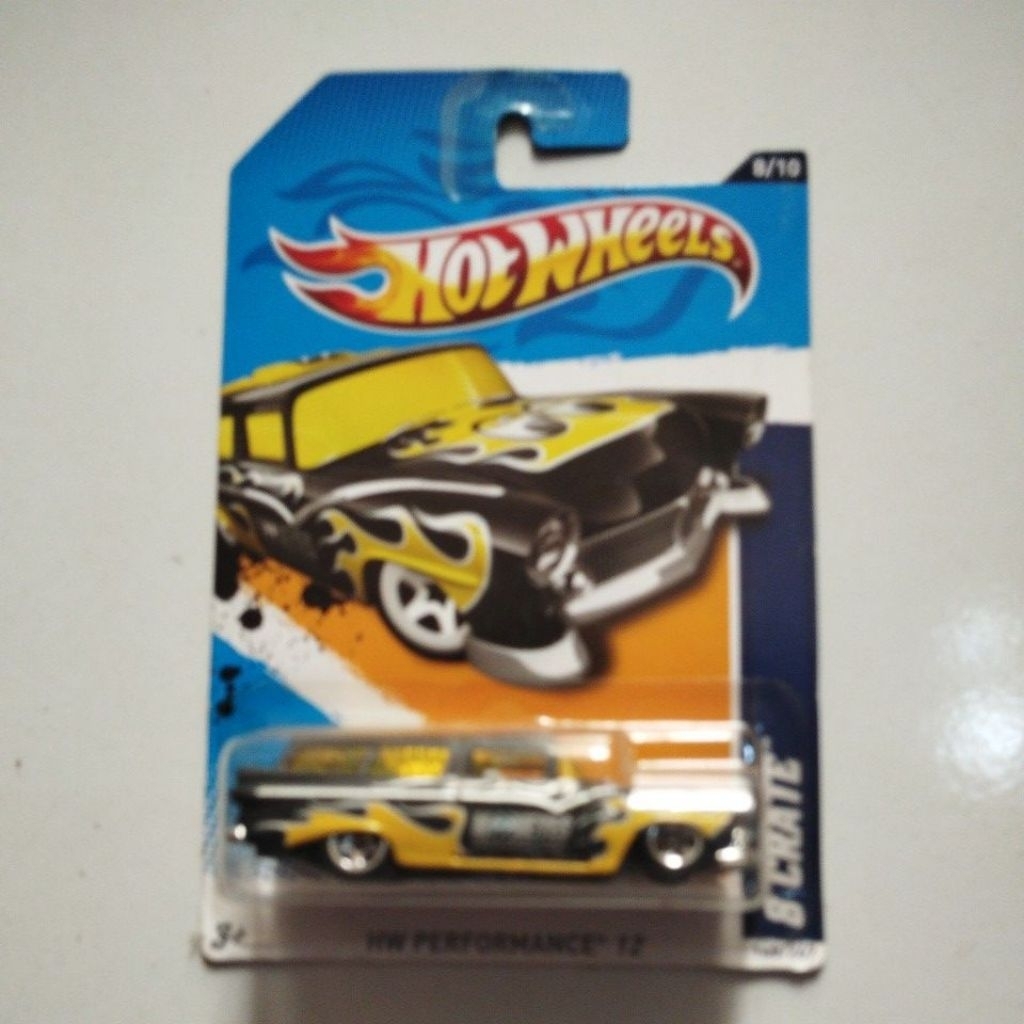 8/10
HOT WHEELS
8 CRATE
3+
HW PERFORMANCE 12